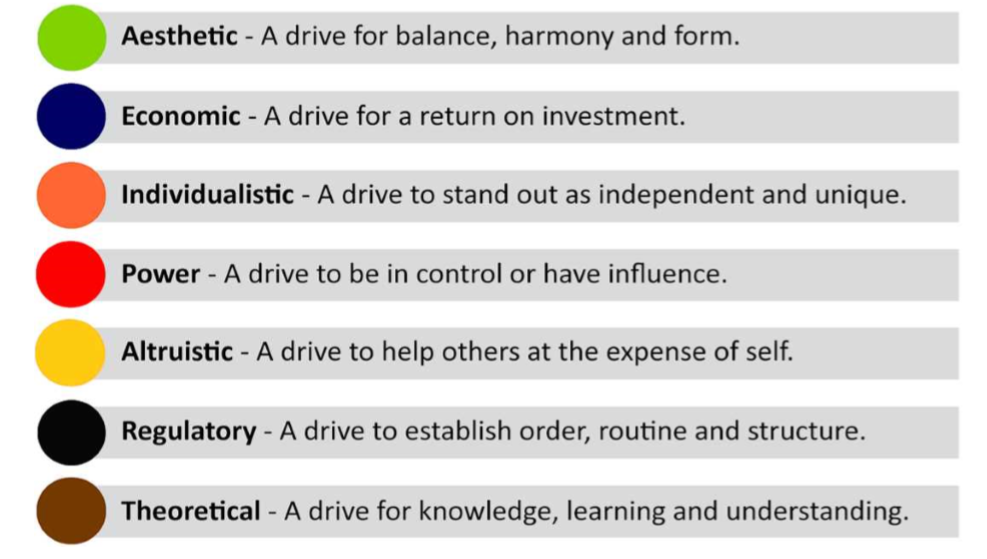 Aesthetic - A drive for balance, harmony and form.
Economic - A drive for a return on investment.
Individualistic - A drive to stand out as independent and unique.
Power - A drive to be in control or have influence.
Altruistic - A drive to help others at the expense of self.
Regulatory - A drive to establish order, routine and structure.
Theoretical - A drive for knowledge, learning and understanding.